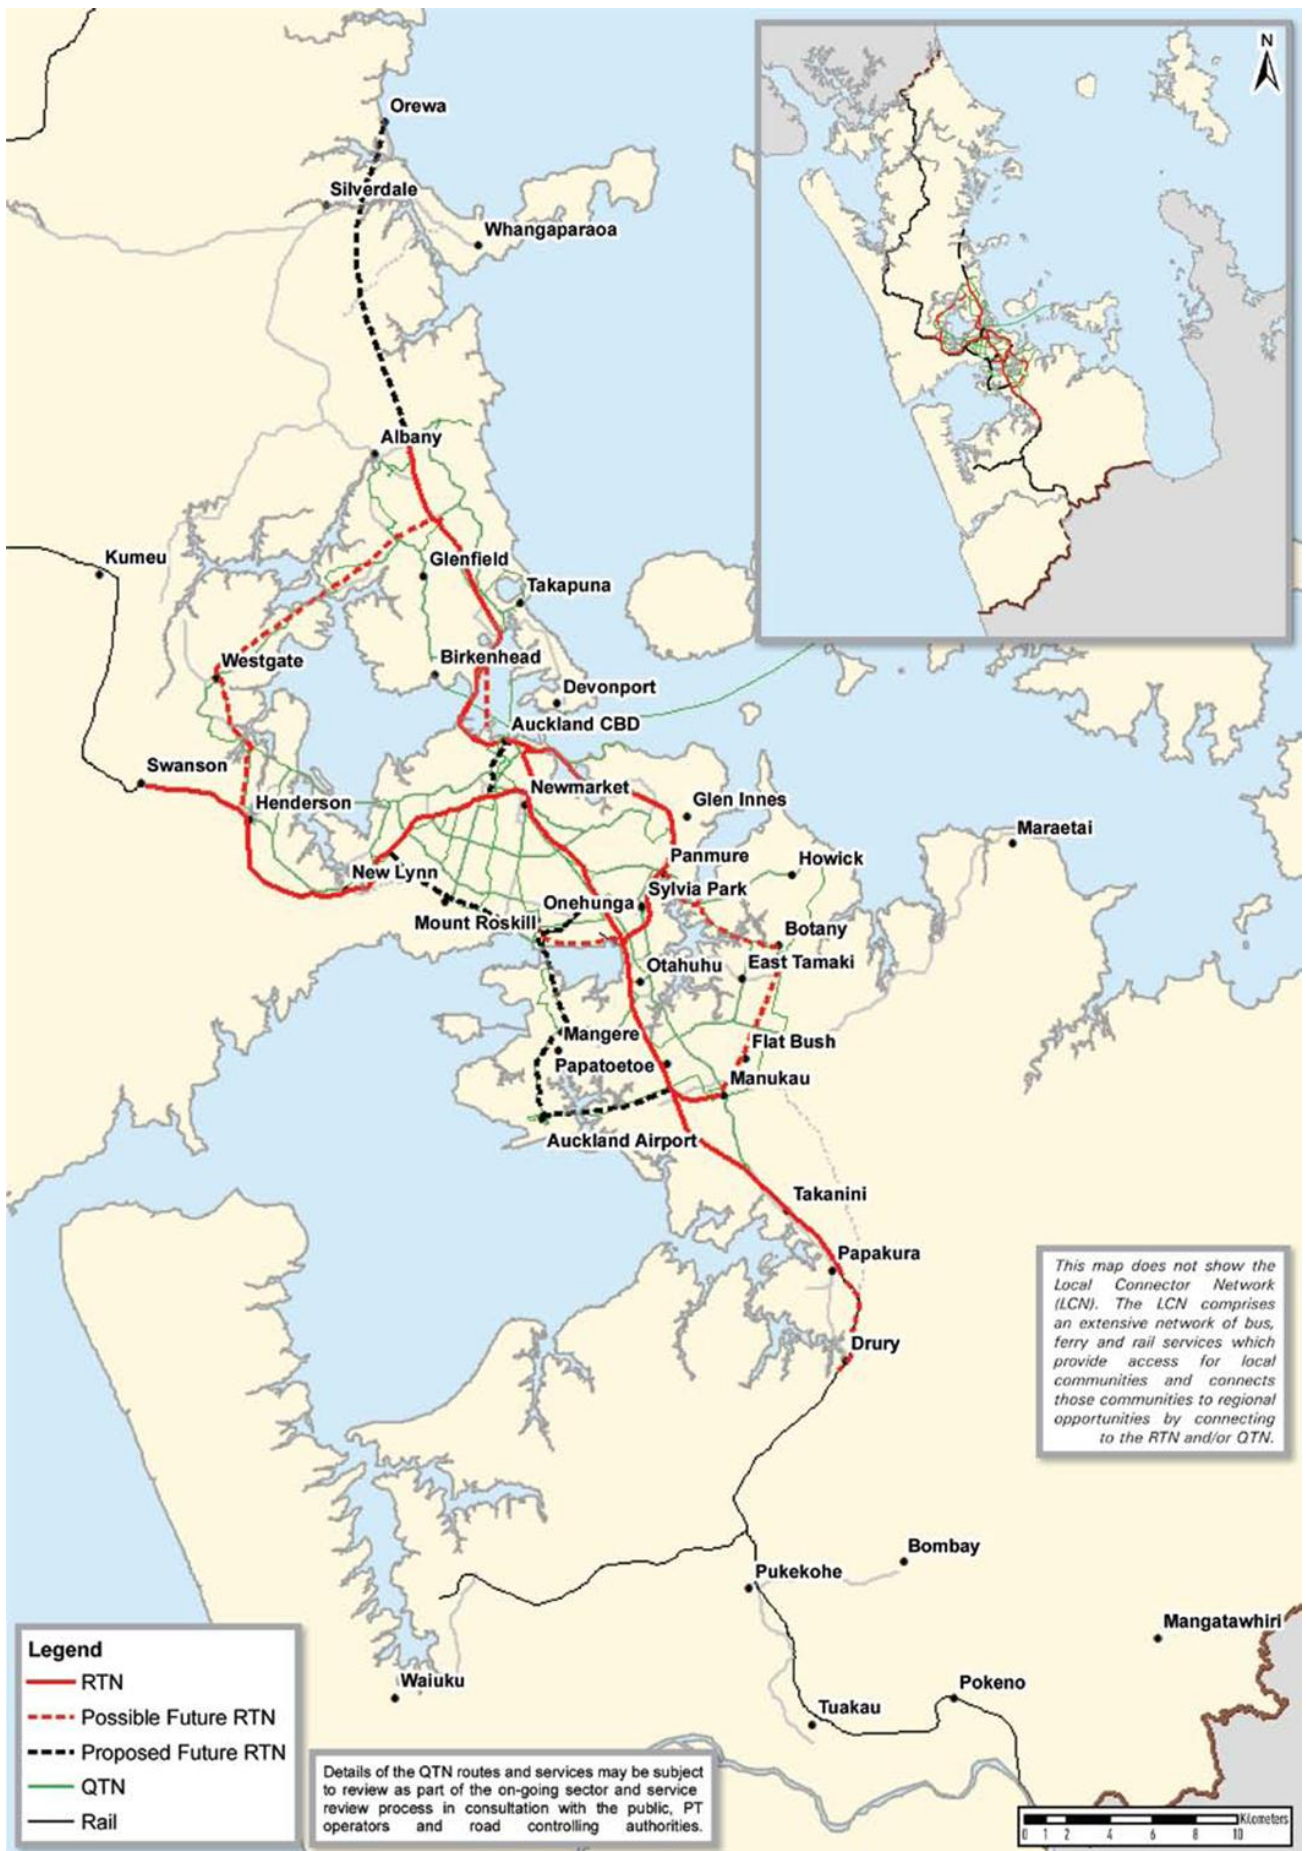 N
Orewa
Silverdale
Whangaparaoa
Albany
Kumeu
Glenfield
Takapuna
Westgate
Birkenhead
Devonport
Auckland CBD
Swanson
Henderson
Newmarket
Glen Innes
Maraetai
Panmure
Howick
New Lynn
Sylvia Park
Onehunga
Mount Roskill
Botany
East Tamaki
Otahuhu
Mangere
Flat Bush
Papatoetoe
Manukau
Auckland Airport
Takanini
Papakura
Drury
This map does not show the
Local Connector Network
(LCN). The LCN comprises
an extensive network of bus,
ferry and rail services which
provide access for local
communities and connects
those communities to regional
opportunities by connecting
to the RTN and/or QTN.
Bombay
Pukekohe
Mangatawhiri
Waiuku
Pokeno
Tuakau
Legend
RTN
Possible Future RTN
Proposed Future RTN
QTN
Rail
Details of the QTN routes and services may be subject
to review as part of the on-going sector and service
review process in consultation with the public, PT
operators and road controlling authorities.
Kilometers
0 1 2 4 6 8 10